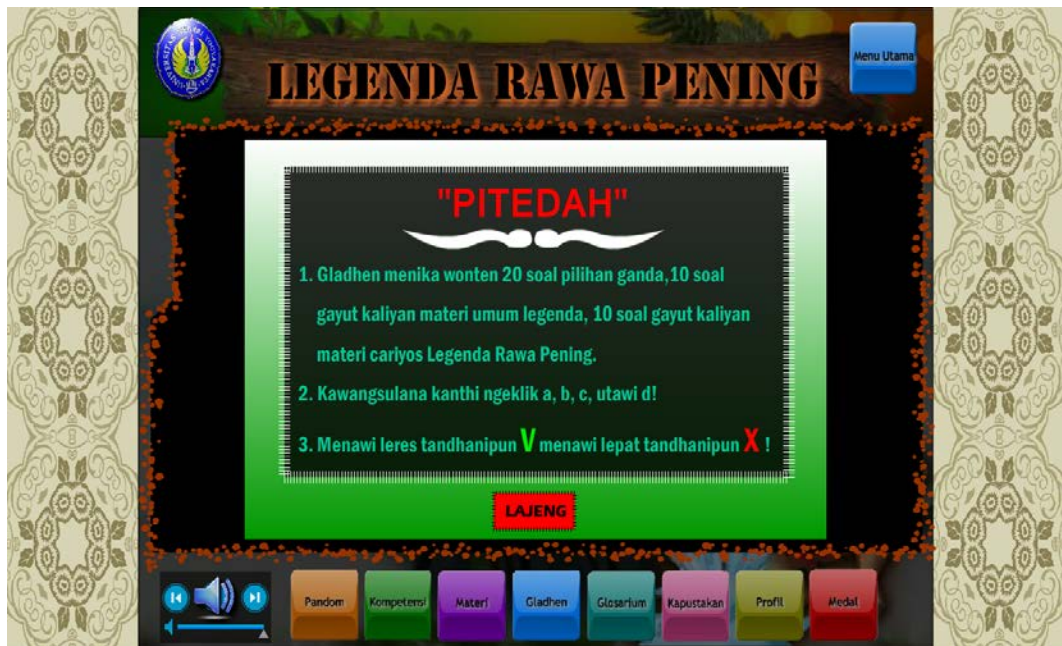 LEGENDA RAWA PENING
Menu Utama
"PITEDAH"
1. Gladhen menika wonten 20 soal pilihan ganda,10 soal
gayut kaliyan materi umum legenda, 10 soal gayut kaliyan
materi cariyos Legenda Rawa Pening.
2. Kawangsulana kanthi ngeklik a, b, c, utawi d!
3. Menawi leres tandhanipun V menawi lepat tandhanipun X !
LAJENG
Pandom
Kompetensi
Materi
Gladhen
Glosarium
Kapustakan
Profil
Medal